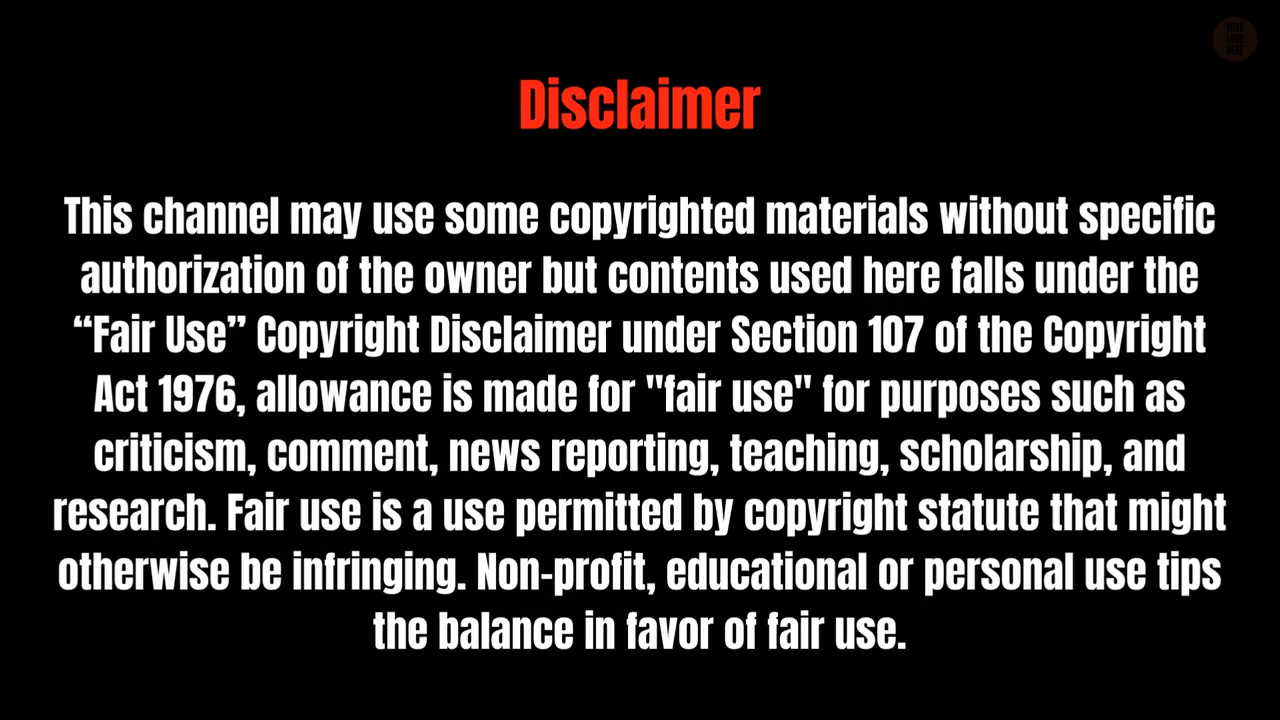 YOUR
LOGO
HERE
Disclaimer
This channel may use some copyrighted materials without specific
authorization of the owner but contents used here falls under the
“Fair Use” Copyright Disclaimer under Section 107 of the Copyright
Act 1976, allowance is made for "fair use" for purposes such as
criticism, comment, news reporting, teaching, scholarship, and
research. Fair use is a use permitted by copyright statute that might
otherwise be infringing. Non-profit, educational or personal use tips
the balance in favor of fair use.